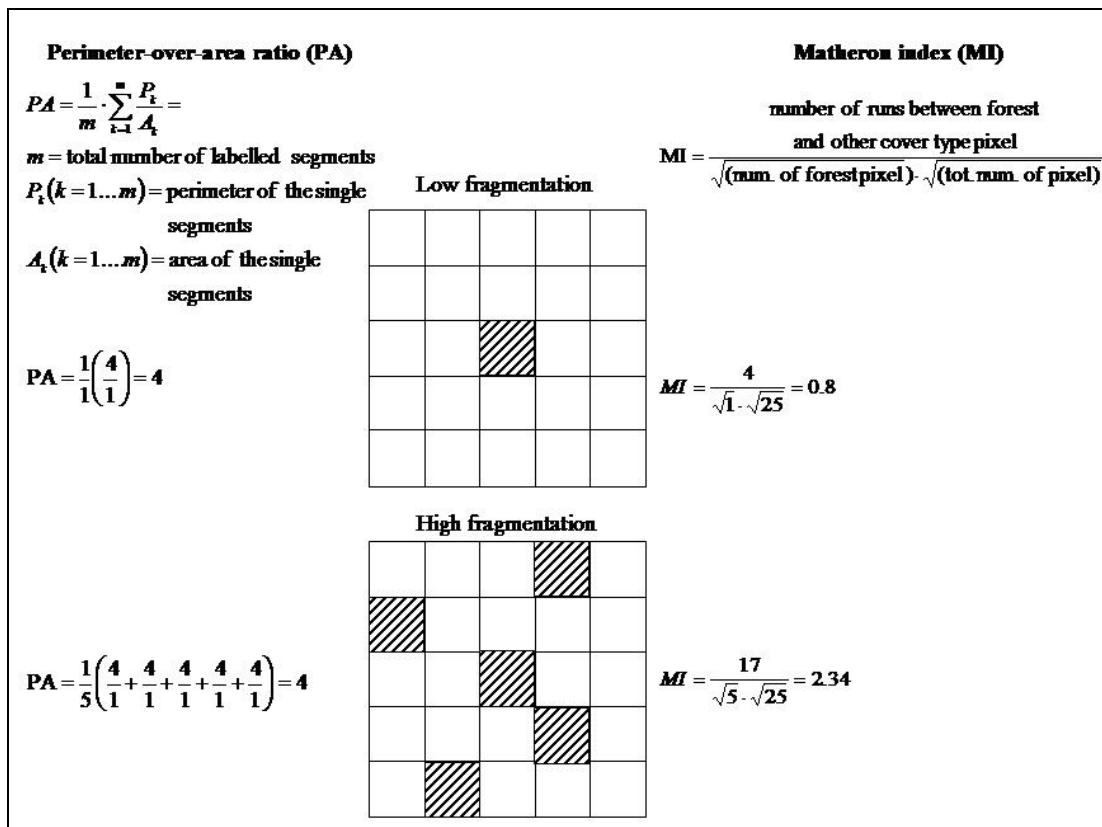 Perimeter-over-area ratio (PA)
PA = 1/m · ∑_{k=1}^{m} P_k/A_k =
m = total number of labelled segments
P_k (k = 1...m) = perimeter of the single
segments
A_k (k = 1...m) = area of the single
segments
Matheron index (MI)
MI = number of runs between forest
and other cover type pixel
√(num. of forest pixel) · √(tot. num. of pixel)
Low fragmentation
PA = 1/1 (4/1) = 4
MI = 4/(√1 · √25) = 0.8
High fragmentation
PA = 1/5 (4/1 + 4/1 + 4/1 + 4/1 + 4/1) = 4
MI = 17/(√5 · √25) = 2.34